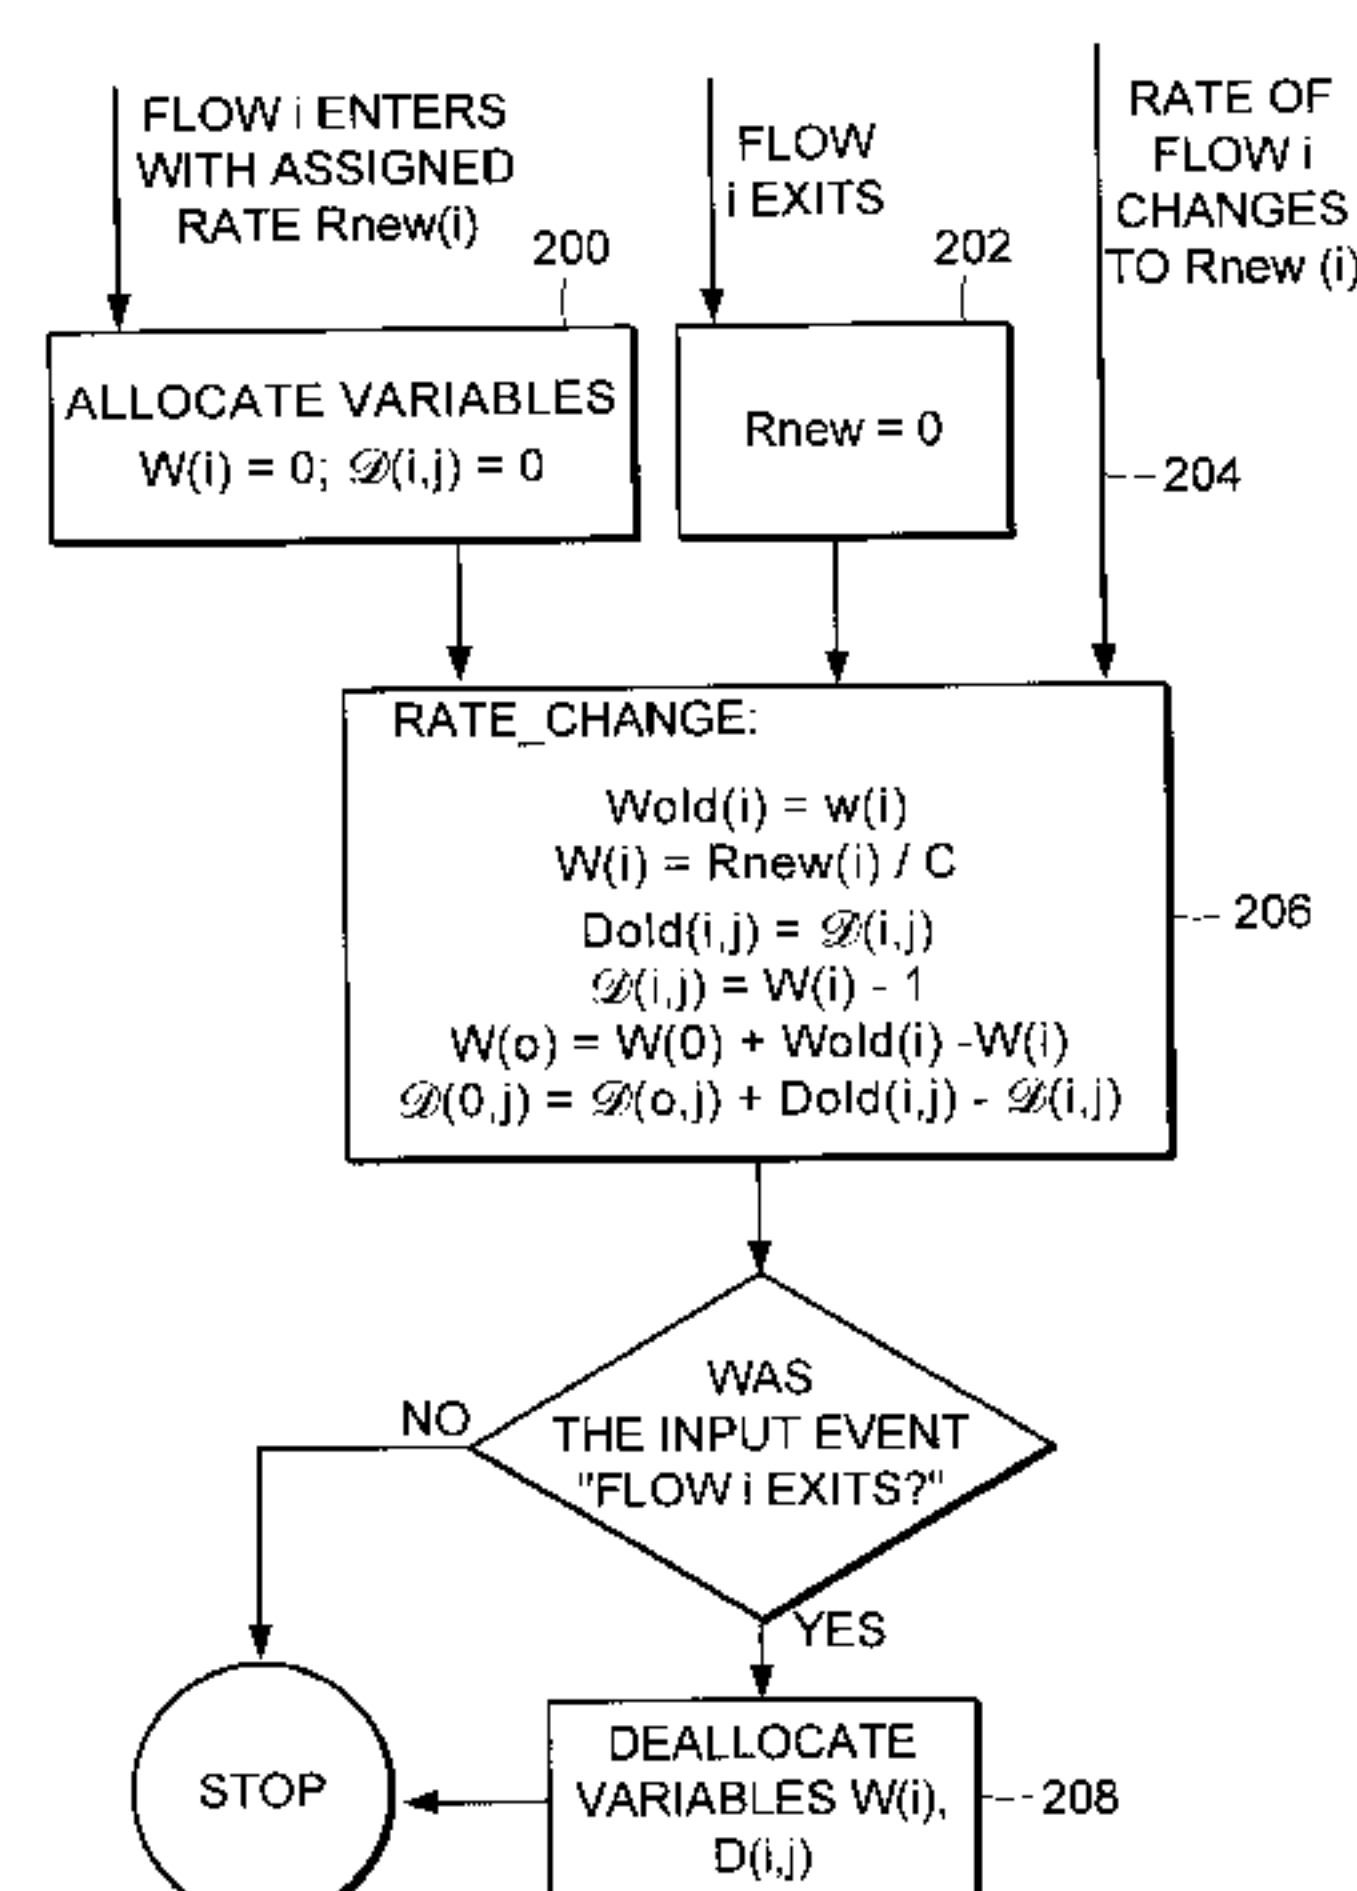 FLOW i ENTERS
WITH ASSIGNED
RATE Rnew(i)
FLOW
i EXITS
RATE OF
FLOW i
CHANGES
TO Rnew (i)
200
202
ALLOCATE VARIABLES
W(i) = 0; 𝒟(i,j) = 0
Rnew = 0
204
RATE_CHANGE:
Wold(i) = w(i)
W(i) = Rnew(i) / C
Dold(i,j) = 𝒟(i,j)
𝒟(i,j) = W(i) - 1
W(o) = W(0) + Wold(i) -W(i)
𝒟(0,j) = 𝒟(o,j) + Dold(i,j) - 𝒟(i,j)
206
WAS
THE INPUT EVENT
"FLOW i EXITS?"
NO
YES
STOP
DEALLOCATE
VARIABLES W(i),
D(i,j)
208